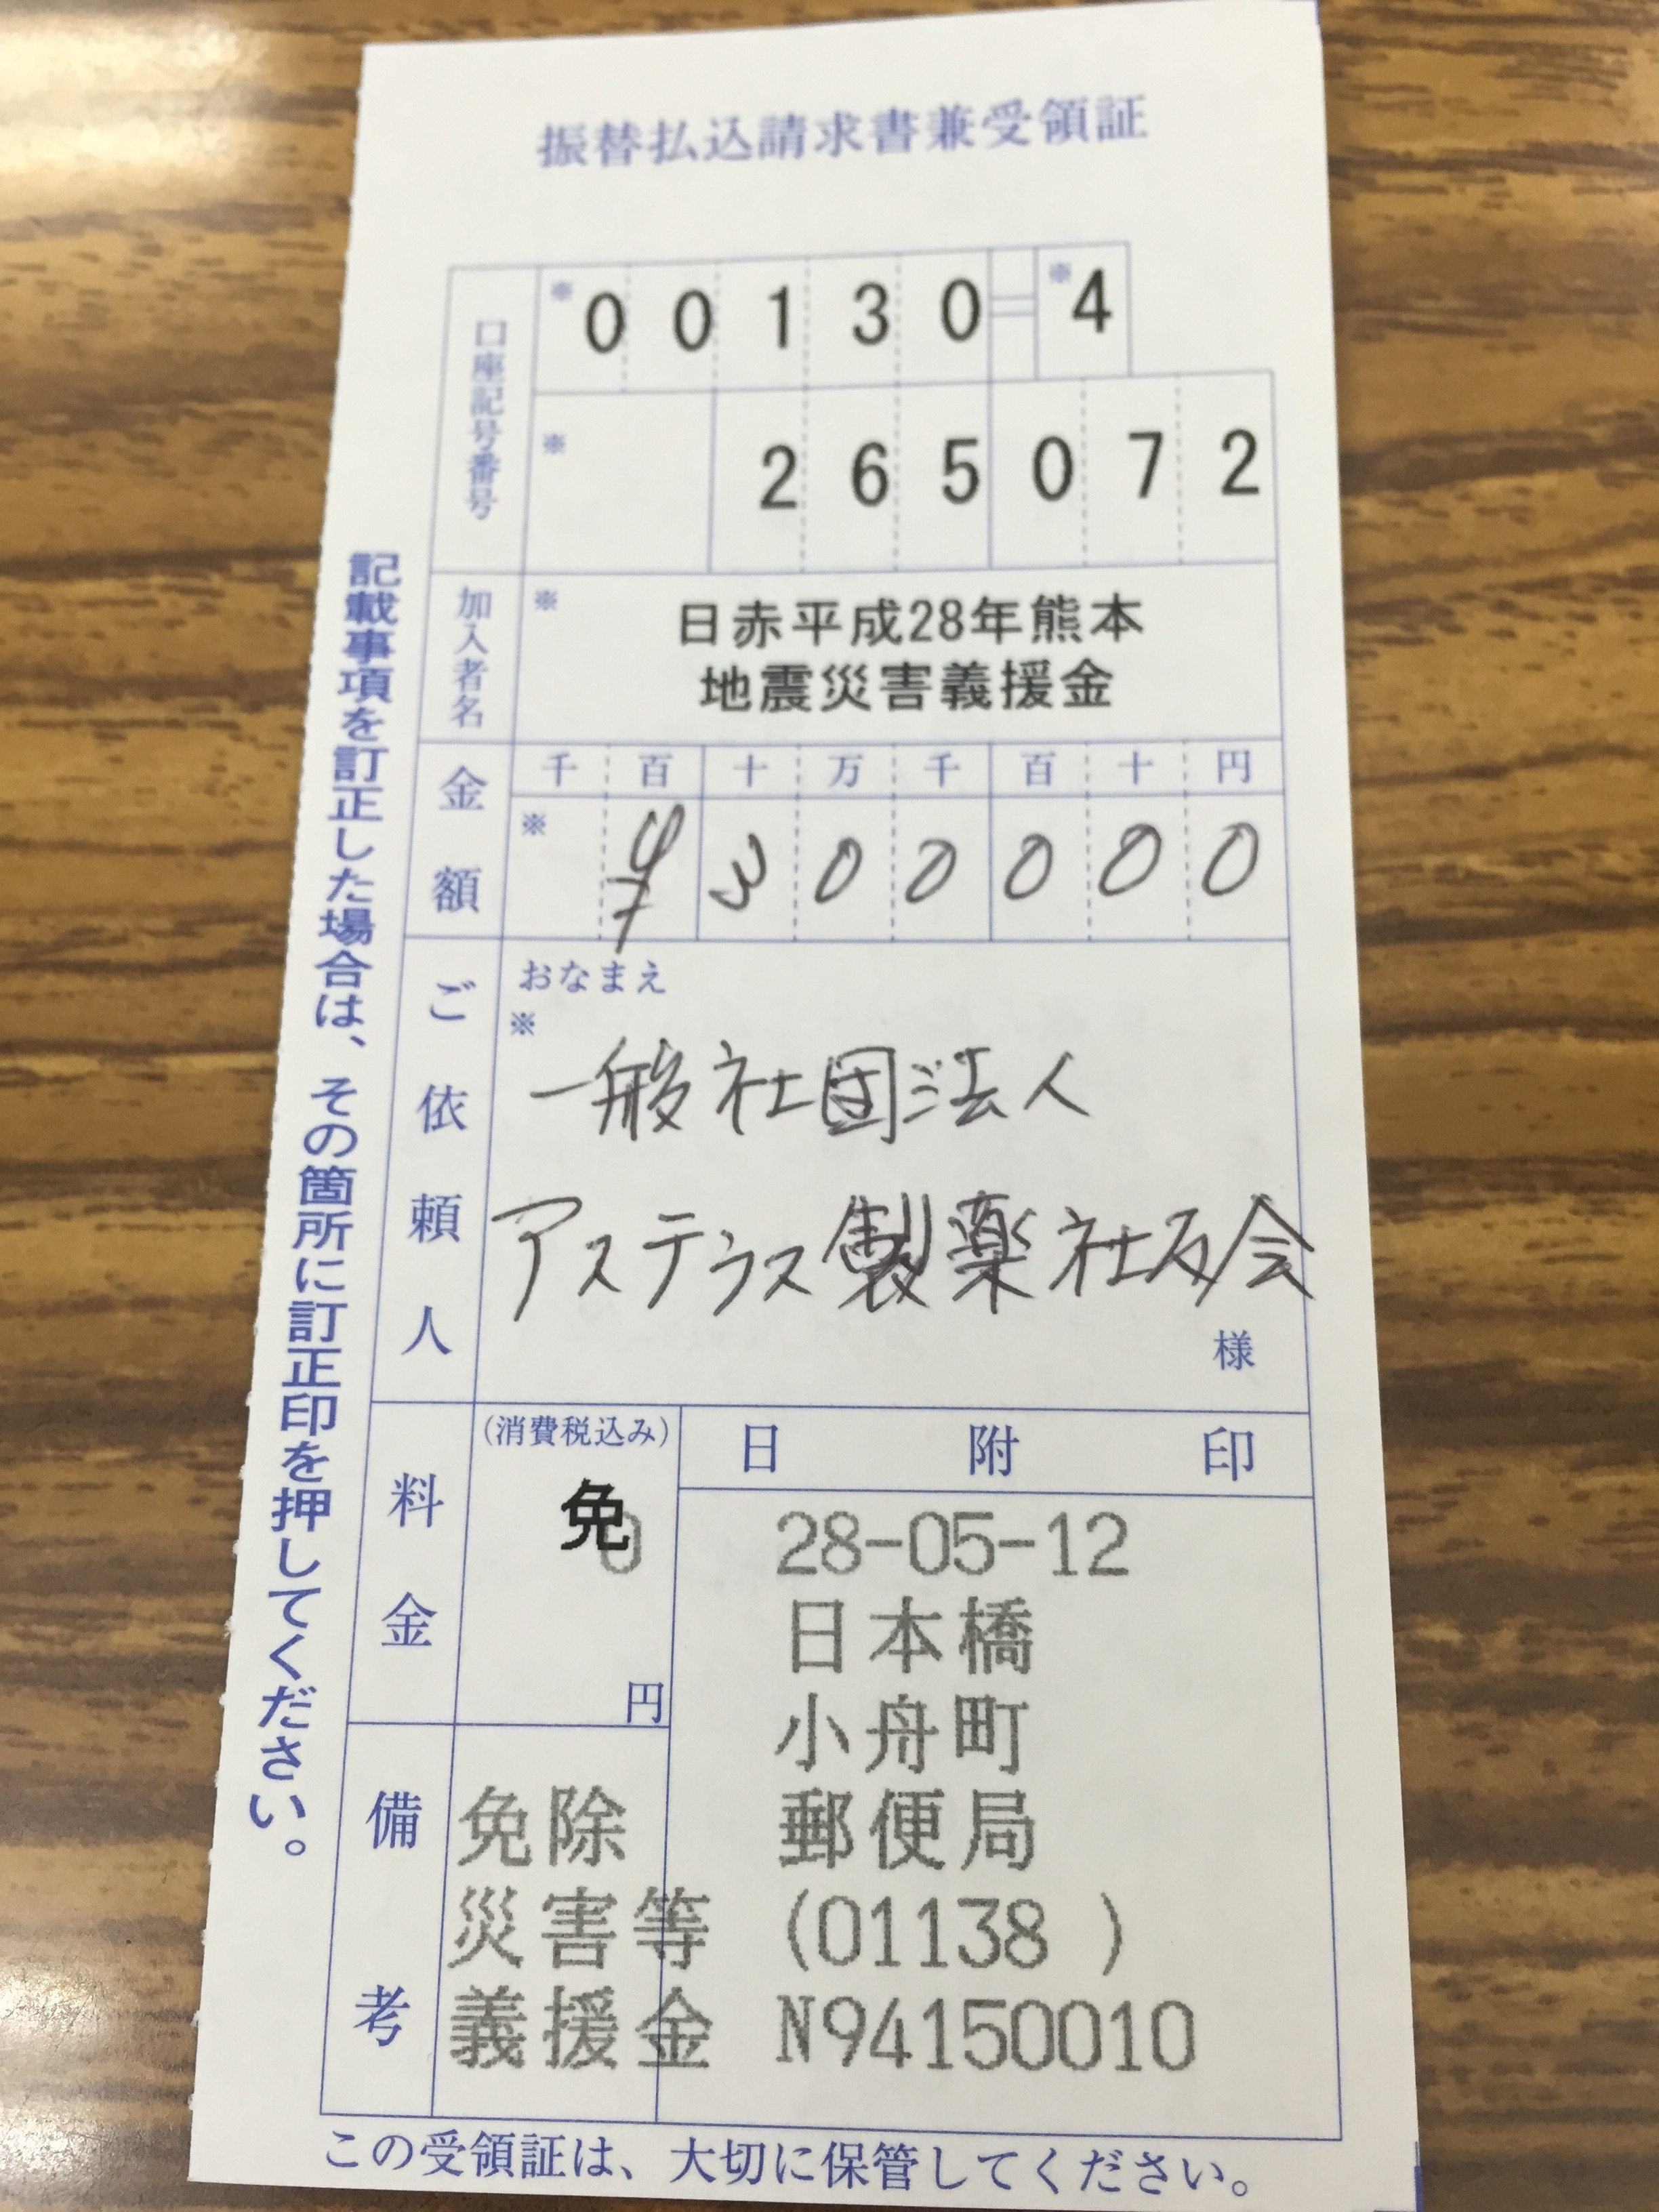 振替払込請求書兼受領証
口座記号番号
※ 00130=※4
※ 265072
加入者名
※ 日赤平成28年熊本
地震災害義援金
金額
千 百 十 万 千 百 十 円
※ ¥3000000
ご依頼人
おなまえ
※
一般社団法人
アステラス製薬社友会
様
料金
(消費税込み)
免
0
円
日附印
28-05-12
日本橋
小舟町
郵便局
(01138 )
N94150010
備考
免除
災害等
義援金
記載事項を訂正した場合は、その箇所に訂正印を押してください。
この受領証は、大切に保管してください。